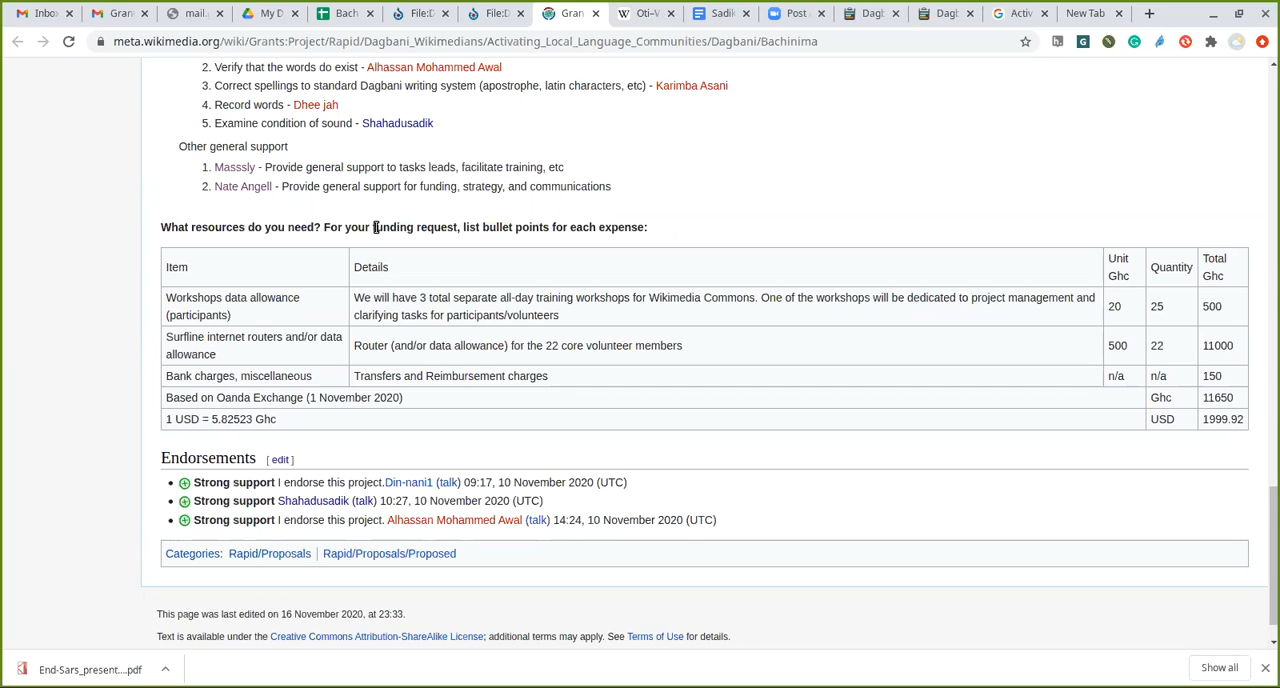 Inbo
Gran
mail.
My D
Bach
File:D
File:D
Gran
Oti–V
Sadik
Post
Dagb
Dagb
Activ
New Tab
meta.wikimedia.org/wiki/Grants:Project/Rapid/Dagbani_Wikimedians/Activating_Local_Language_Communities/Dagbani/Bachinima
2. Verify that the words do exist - Alhassan Mohammed Awal
3. Correct spellings to standard Dagbani writing system (apostrophe, latin characters, etc) - Karimba Asani
4. Record words - Dhee jah
5. Examine condition of sound - Shahadusadik
Other general support
1. Masssly - Provide general support to tasks leads, facilitate training, etc
2. Nate Angell - Provide general support for funding, strategy, and communications
What resources do you need? For your funding request, list bullet points for each expense:
Item Details Unit Ghc Quantity Total Ghc
Workshops data allowance (participants)
We will have 3 total separate all-day training workshops for Wikimedia Commons. One of the workshops will be dedicated to project management and
clarifying tasks for participants/volunteers
20 25 500
Surfline internet routers and/or data allowance
Router (and/or data allowance) for the 22 core volunteer members 500 22 11000
Bank charges, miscellaneous Transfers and Reimbursement charges n/a n/a 150
Based on Oanda Exchange (1 November 2020) Ghc 11650
1 USD = 5.82523 Ghc USD 1999.92
Endorsements [ edit ]
• Strong support I endorse this project.Din-nani1 (talk) 09:17, 10 November 2020 (UTC)
• Strong support Shahadusadik (talk) 10:27, 10 November 2020 (UTC)
• Strong support I endorse this project. Alhassan Mohammed Awal (talk) 14:24, 10 November 2020 (UTC)
Categories: Rapid/Proposals | Rapid/Proposals/Proposed
This page was last edited on 16 November 2020, at 23:33.
Text is available under the Creative Commons Attribution-ShareAlike License; additional terms may apply. See Terms of Use for details.
End-Sars_present....pdf
Show all